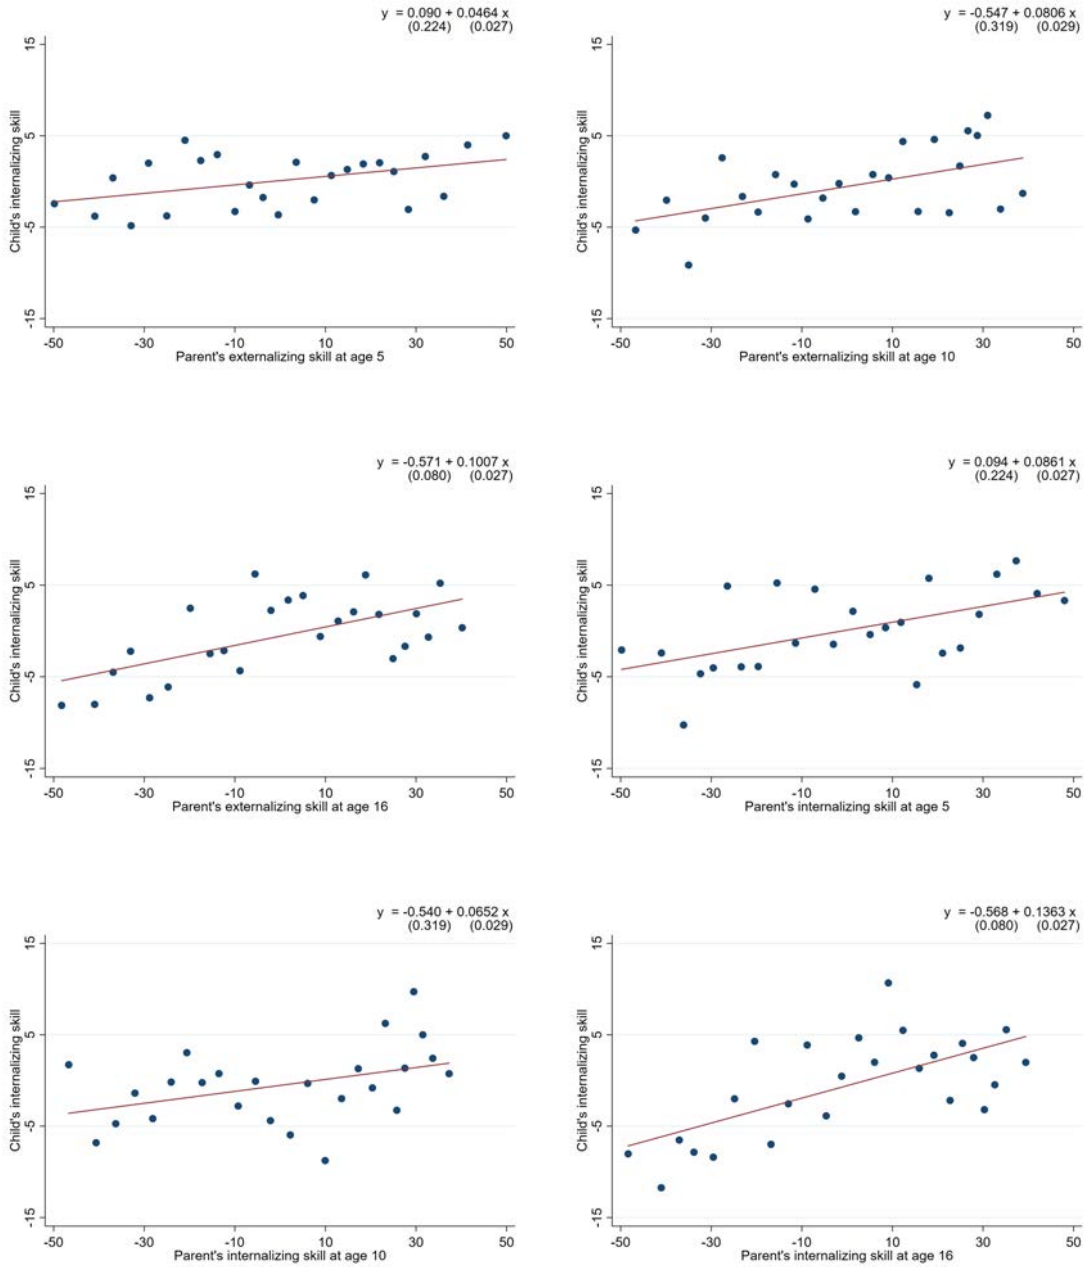 y = 0.090 + 0.0464 x
(0.224) (0.027)
Child's internalizing skill
15
5
-5
-15
-50 -30 -10 10 30 50
Parent's externalizing skill at age 5
y = -0.547 + 0.0806 x
(0.319) (0.029)
Child's internalizing skill
15
5
-5
-15
-50 -30 -10 10 30 50
Parent's externalizing skill at age 10
y = -0.571 + 0.1007 x
(0.080) (0.027)
Child's internalizing skill
15
5
-5
-15
-50 -30 -10 10 30 50
Parent's externalizing skill at age 16
y = 0.094 + 0.0861 x
(0.224) (0.027)
Child's internalizing skill
15
5
-5
-15
-50 -30 -10 10 30 50
Parent's internalizing skill at age 5
y = -0.540 + 0.0652 x
(0.319) (0.029)
Child's internalizing skill
15
5
-5
-15
-50 -30 -10 10 30 50
Parent's internalizing skill at age 10
y = -0.568 + 0.1363 x
(0.080) (0.027)
Child's internalizing skill
15
5
-5
-15
-50 -30 -10 10 30 50
Parent's internalizing skill at age 16